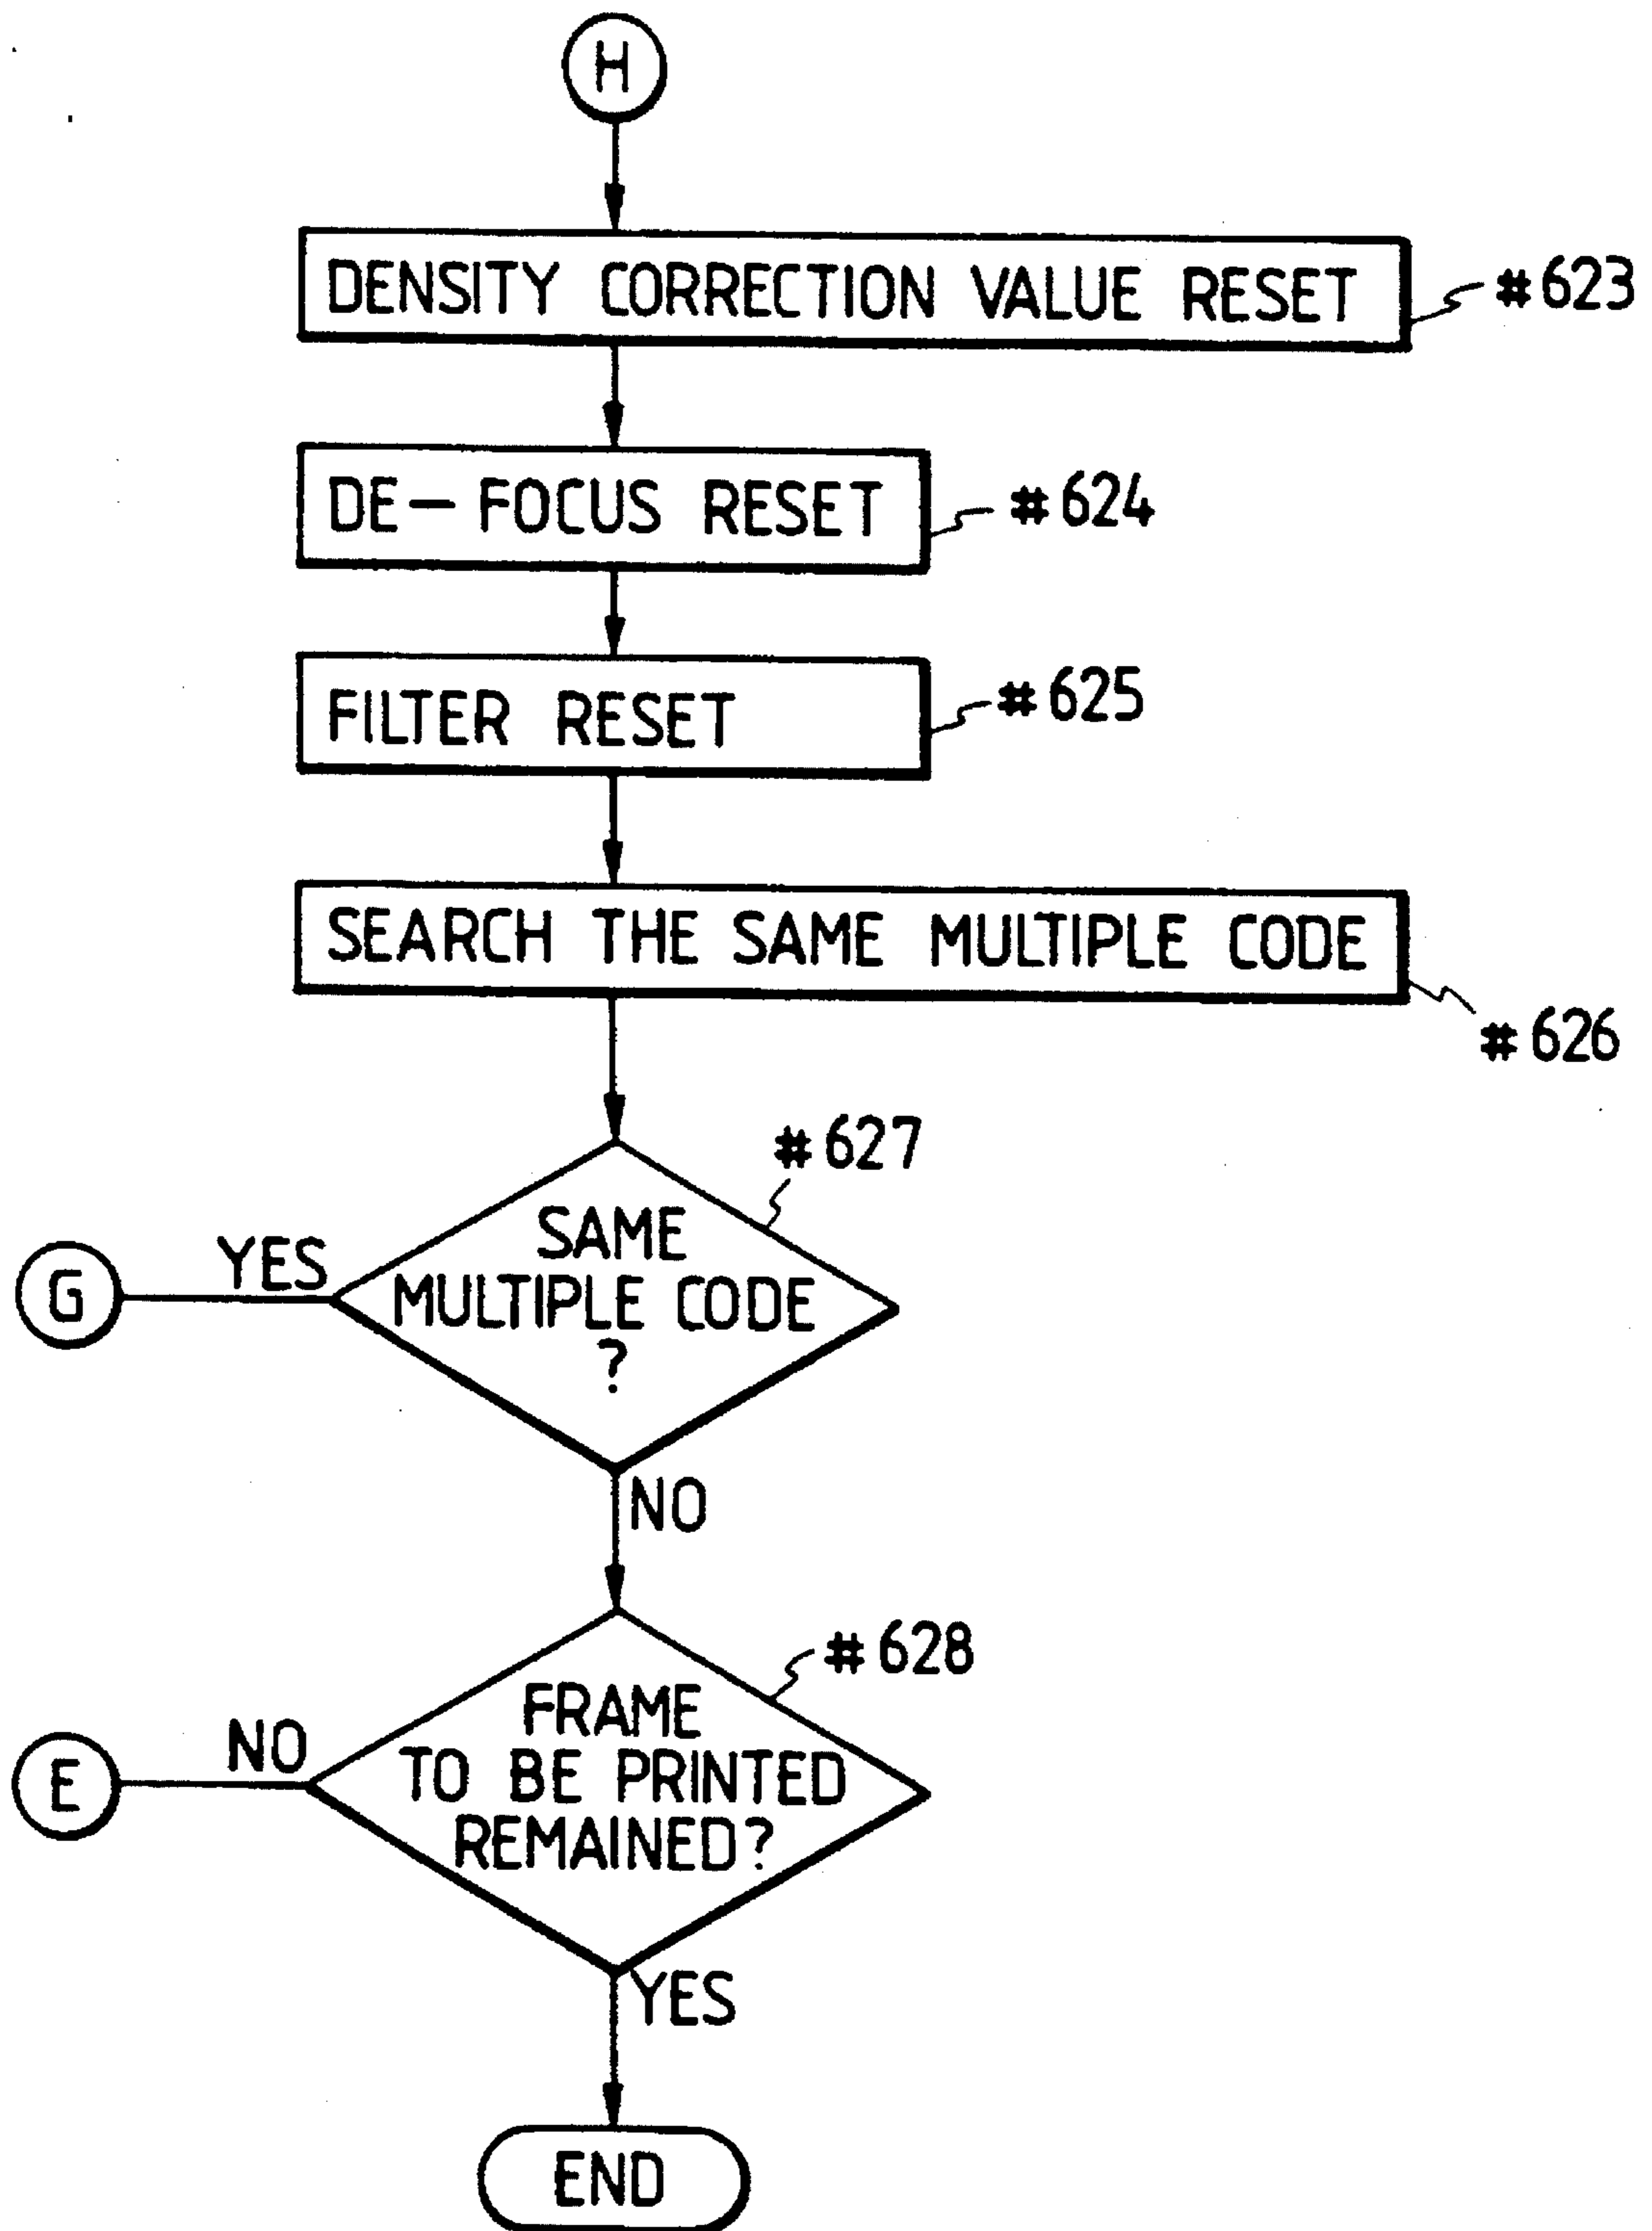 H
DENSITY CORRECTION VALUE RESET
#623
DE-FOCUS RESET
#624
FILTER RESET
#625
SEARCH THE SAME MULTIPLE CODE
#626
#627
SAME
MULTIPLE CODE
?
YES
G
NO
#628
FRAME
TO BE PRINTED
REMAINED?
NO
E
YES
END